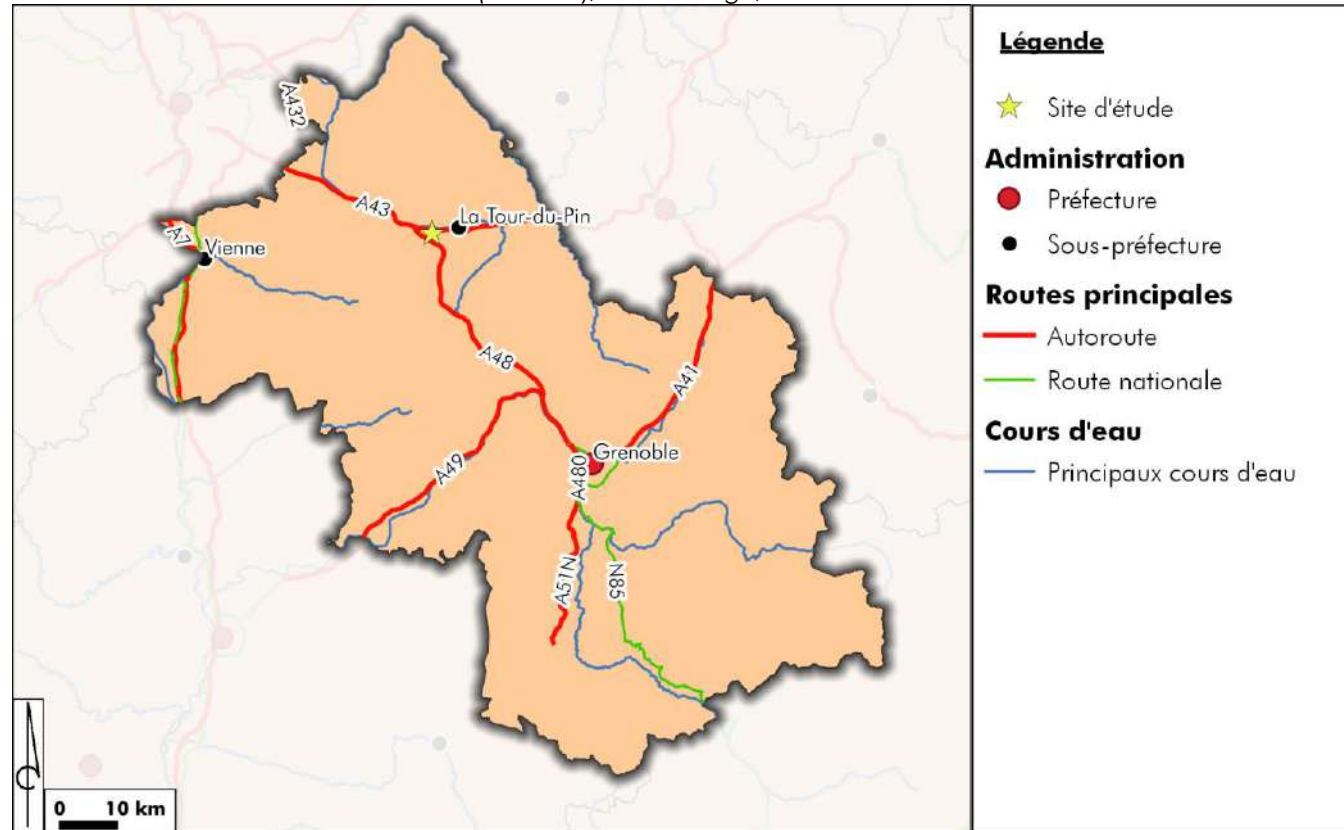 Légende
Site d'étude
Administration
Préfecture
Sous-préfecture
Routes principales
Autoroute
Route nationale
Cours d'eau
Principaux cours d'eau
A432
A43
La Tour-du-Pin
A7
Vienne
A48
A41
Grenoble
A49
A480
A51N
N85
0 10 km